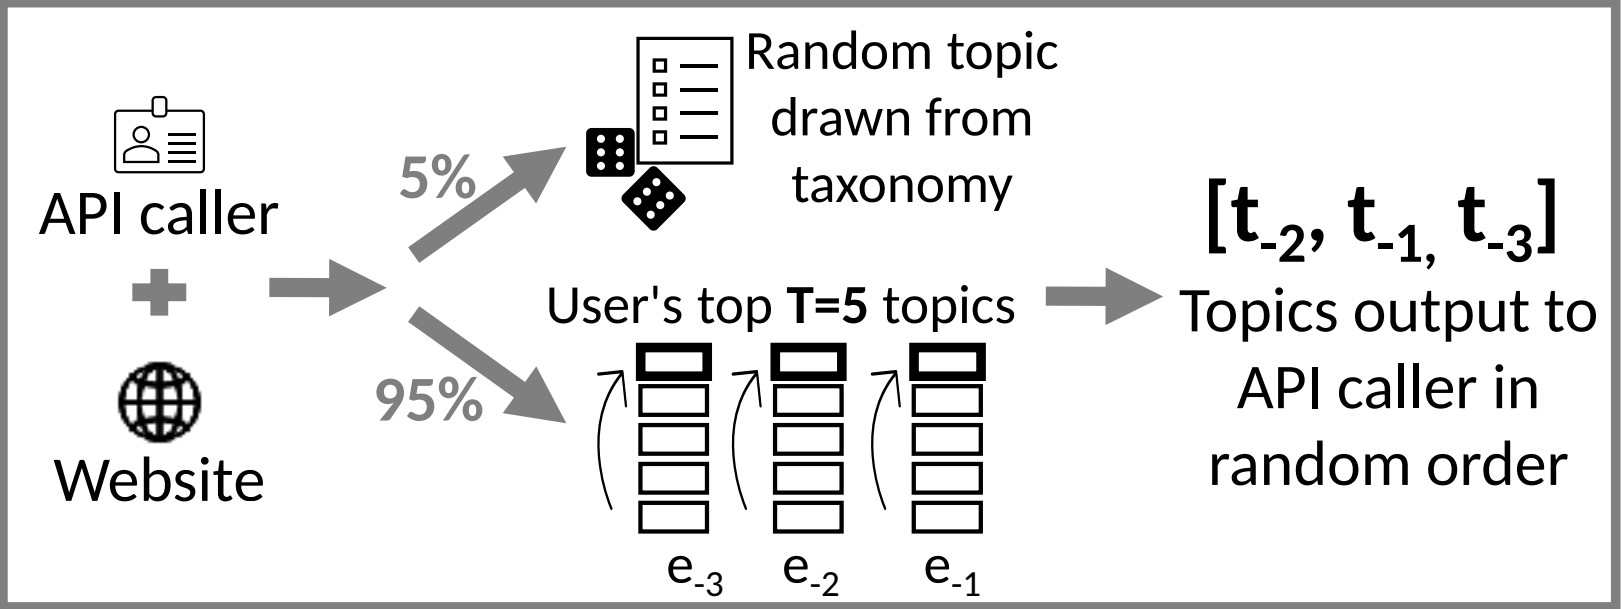 API caller
Website
5%
95%
Random topic
drawn from
taxonomy
User's top T=5 topics
e-3
e-2
e-1
[t-2, t-1, t-3]
Topics output to
API caller in
random order